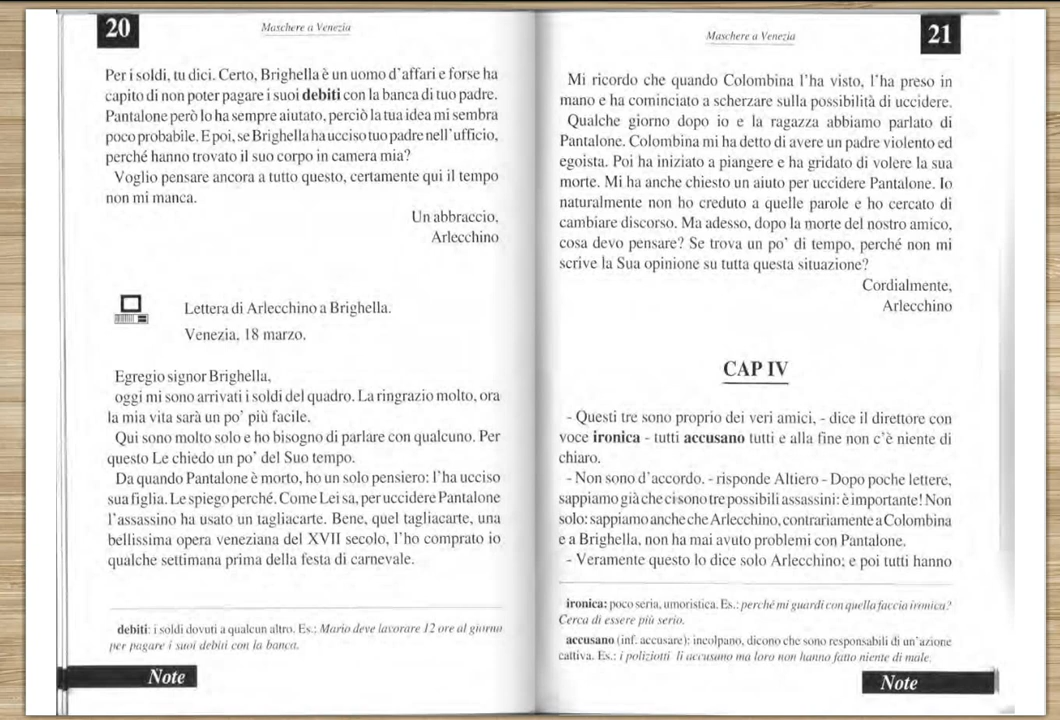 20
Maschere a Venezia
Per i soldi, tu dici. Certo, Brighella è un uomo d'affari e forse ha
capito di non poter pagare i suoi debiti con la banca di tuo padre.
Pantalone però lo ha sempre aiutato, perciò la tua idea mi sembra
poco probabile. E poi, se Brighella ha ucciso tuo padre nell'ufficio,
perché hanno trovato il suo corpo in camera mia?
Voglio pensare ancora a tutto questo, certamente qui il tempo
non mi manca.
Un abbraccio,
Arlecchino
Lettera di Arlecchino a Brighella.
Venezia, 18 marzo.
Egregio signor Brighella,
oggi mi sono arrivati i soldi del quadro. La ringrazio molto, ora
la mia vita sarà un po' più facile.
Qui sono molto solo e ho bisogno di parlare con qualcuno. Per
questo Le chiedo un po' del Suo tempo.
Da quando Pantalone è morto, ho un solo pensiero: l'ha ucciso
sua figlia. Le spiego perché. Come Lei sa, per uccidere Pantalone
l'assassino ha usato un tagliacarte. Bene, quel tagliacarte, una
bellissima opera veneziana del XVII secolo, l'ho comprato io
qualche settimana prima della festa di carnevale.
debiti: i soldi dovuti a qualcun altro. Es.: Mario deve lavorare 12 ore al giorno
per pagare i suoi debiti con la banca.
Note
Maschere a Venezia
21
Mi ricordo che quando Colombina l'ha visto, l'ha preso in
mano e ha cominciato a scherzare sulla possibilità di uccidere.
Qualche giorno dopo io e la ragazza abbiamo parlato di
Pantalone. Colombina mi ha detto di avere un padre violento ed
egoista. Poi ha iniziato a piangere e ha gridato di volere la sua
morte. Mi ha anche chiesto un aiuto per uccidere Pantalone. Io
naturalmente non ho creduto a quelle parole e ho cercato di
cambiare discorso. Ma adesso, dopo la morte del nostro amico,
cosa devo pensare? Se trova un po' di tempo, perché non mi
scrive la Sua opinione su tutta questa situazione?
Cordialmente,
Arlecchino
CAP IV
- Questi tre sono proprio dei veri amici, - dice il direttore con
voce ironica - tutti accusano tutti e alla fine non c'è niente di
chiaro.
- Non sono d'accordo. - risponde Altiero - Dopo poche lettere,
sappiamo già che ci sono tre possibili assassini: è importante! Non
solo: sappiamo anche che Arlecchino, contrariamente a Colombina
e a Brighella, non ha mai avuto problemi con Pantalone.
- Veramente questo lo dice solo Arlecchino; e poi tutti hanno
ironica: poco seria, umoristica. Es.: perché mi guardi con quella faccia ironica?
Cerca di essere più serio.
accusano (inf. accusare): incolpano, dicono che sono responsabili di un'azione
cattiva. Es.: i poliziotti li accusano ma loro non hanno fatto niente di male.
Note